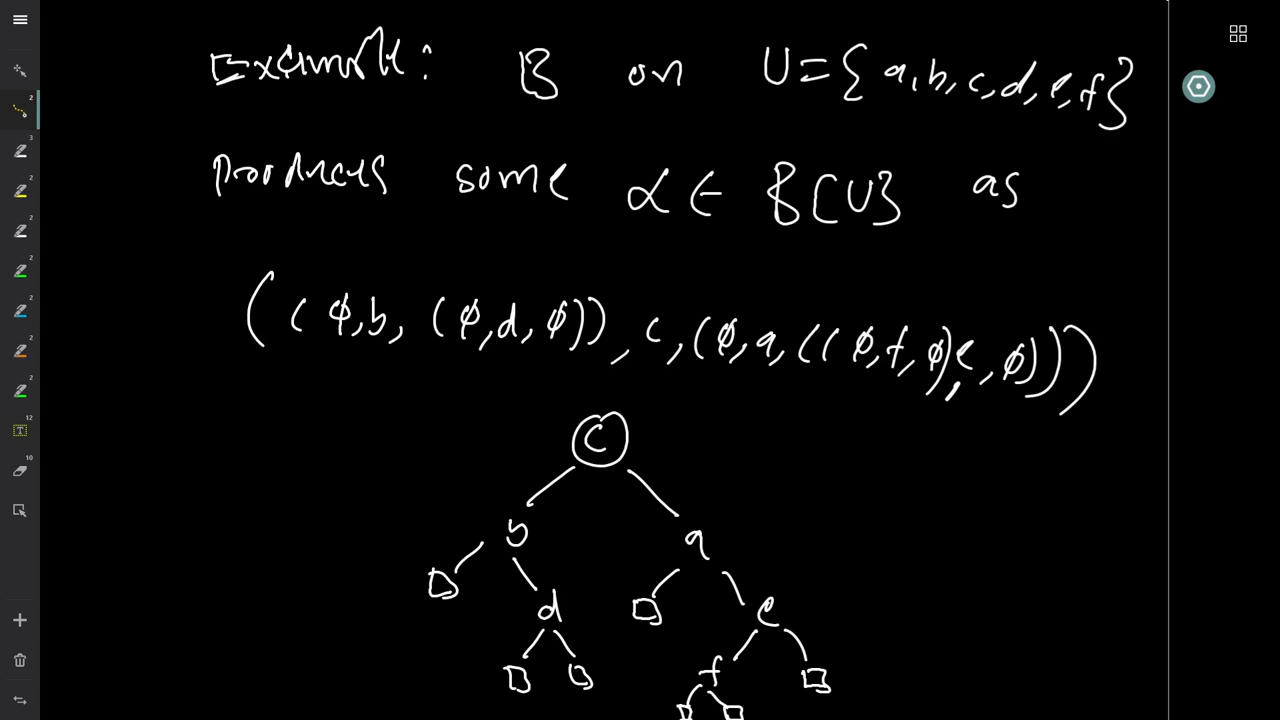 Example: B on U={a,b,c,d,e,f}
produces some α∈ B[U] as
((ϕ,b,(ϕ,d,ϕ)),c,(ϕ,a,((ϕ,f,ϕ),e,ϕ)))
C
b a
d e
f